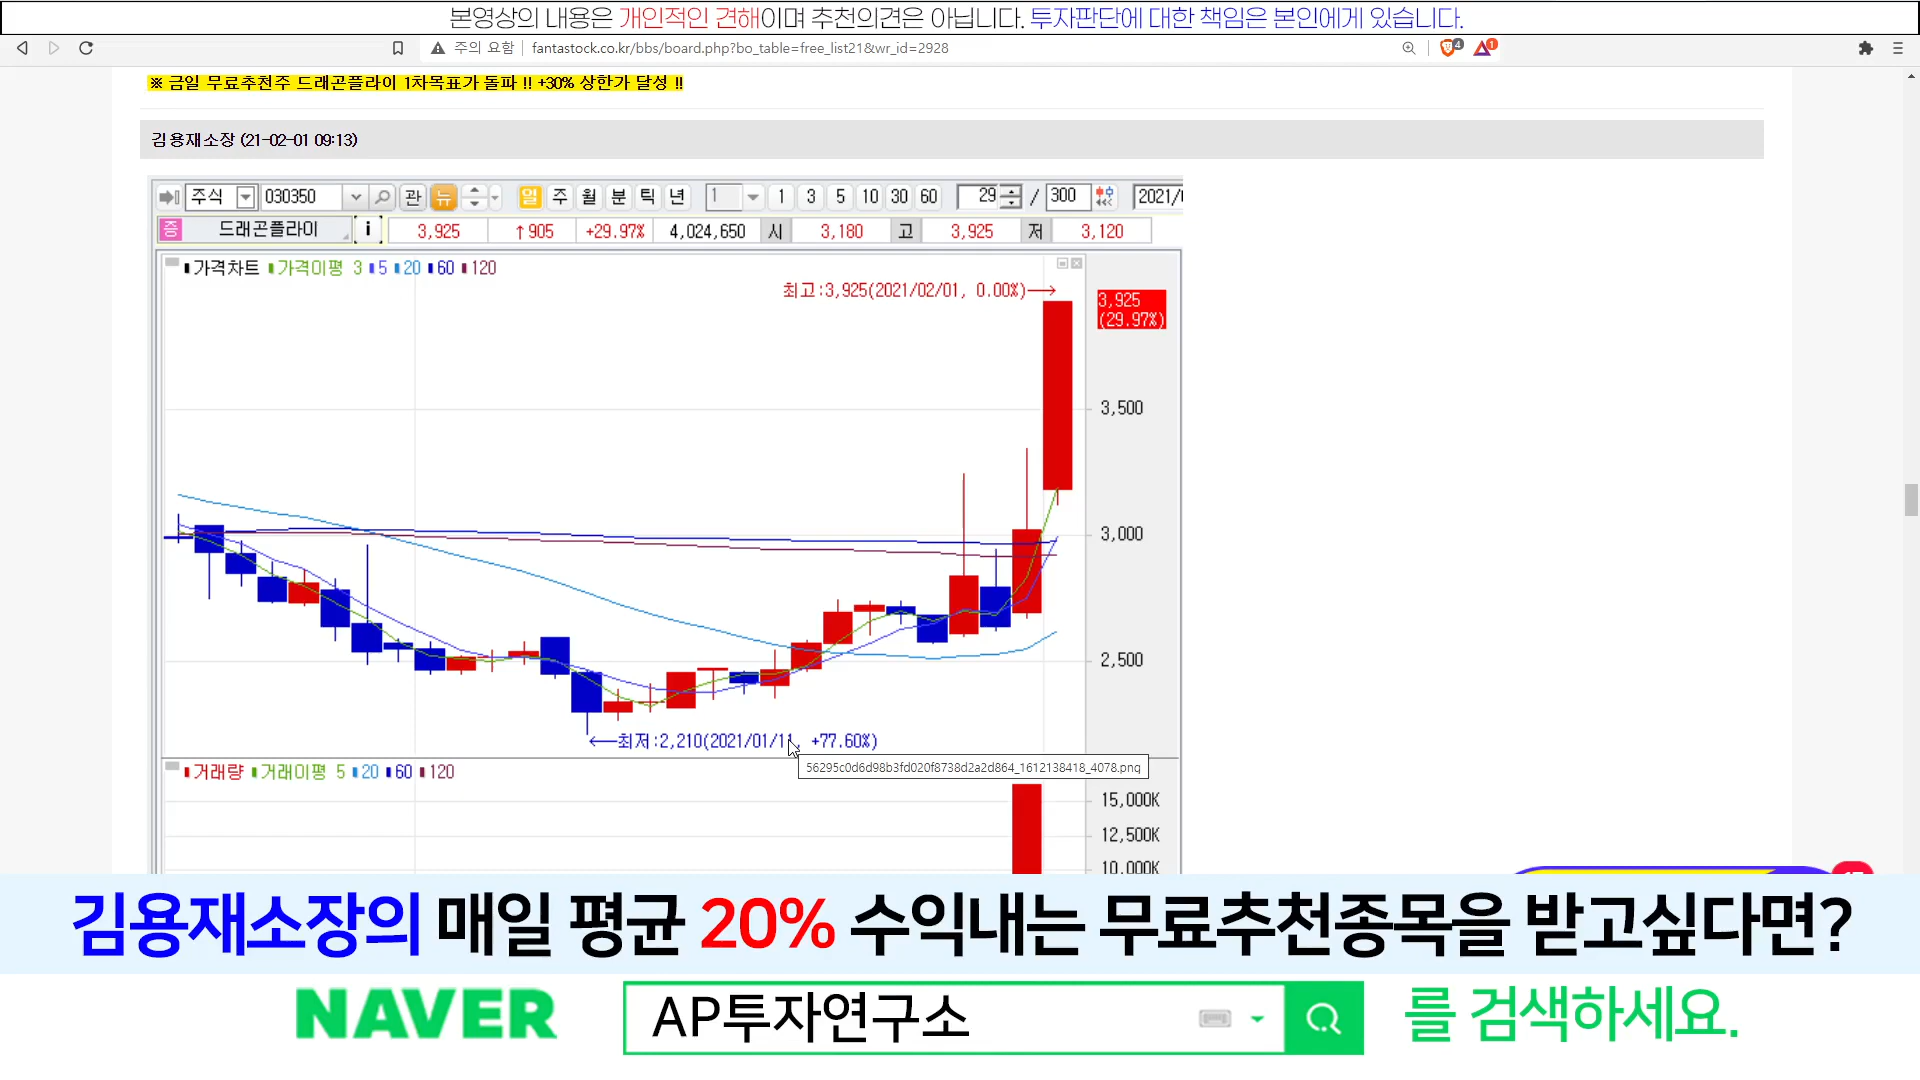 본영상의 내용은 개인적인 견해이며 추천의견은 아닙니다. 투자판단에 대한 책임은 본인에게 있습니다.
주의 요함 fantastock.co.kr/bbs/board.php?bo_table=free_list21&wr_id=2928 4 1
※ 금일 무료추천주 드래곤플라이 1차목표가 돌파 !! +30% 상한가 달성 !!
김용재소장 (21-02-01 09:13)
주식 030350 관 뉴 일 주 월 분 틱 년 1 1 3 5 10 30 60 29 / 300
증 드래곤플라이 i 3,925 ↑905 +29.97% 4,024,650 시 3,180 고 3,925 저 3,120
가격차트 가격이평 3 5 20 60 120
최고:3,925(2021/02/01, 0.00%)→
3,925
(29.97%)
3,500
3,000
2,500
←최저:2,210(2021/01/11, +77.60%)
56295c0d6d98b3fd020f8738d2a2d864_1612138418_4078.png
거래량 거래이평 5 20 60 120
15,000K
12,500K
10,000K
김용재소장의 매일 평균 20% 수익내는 무료추천종목을 받고싶다면?
NAVER AP투자연구소 를 검색하세요.